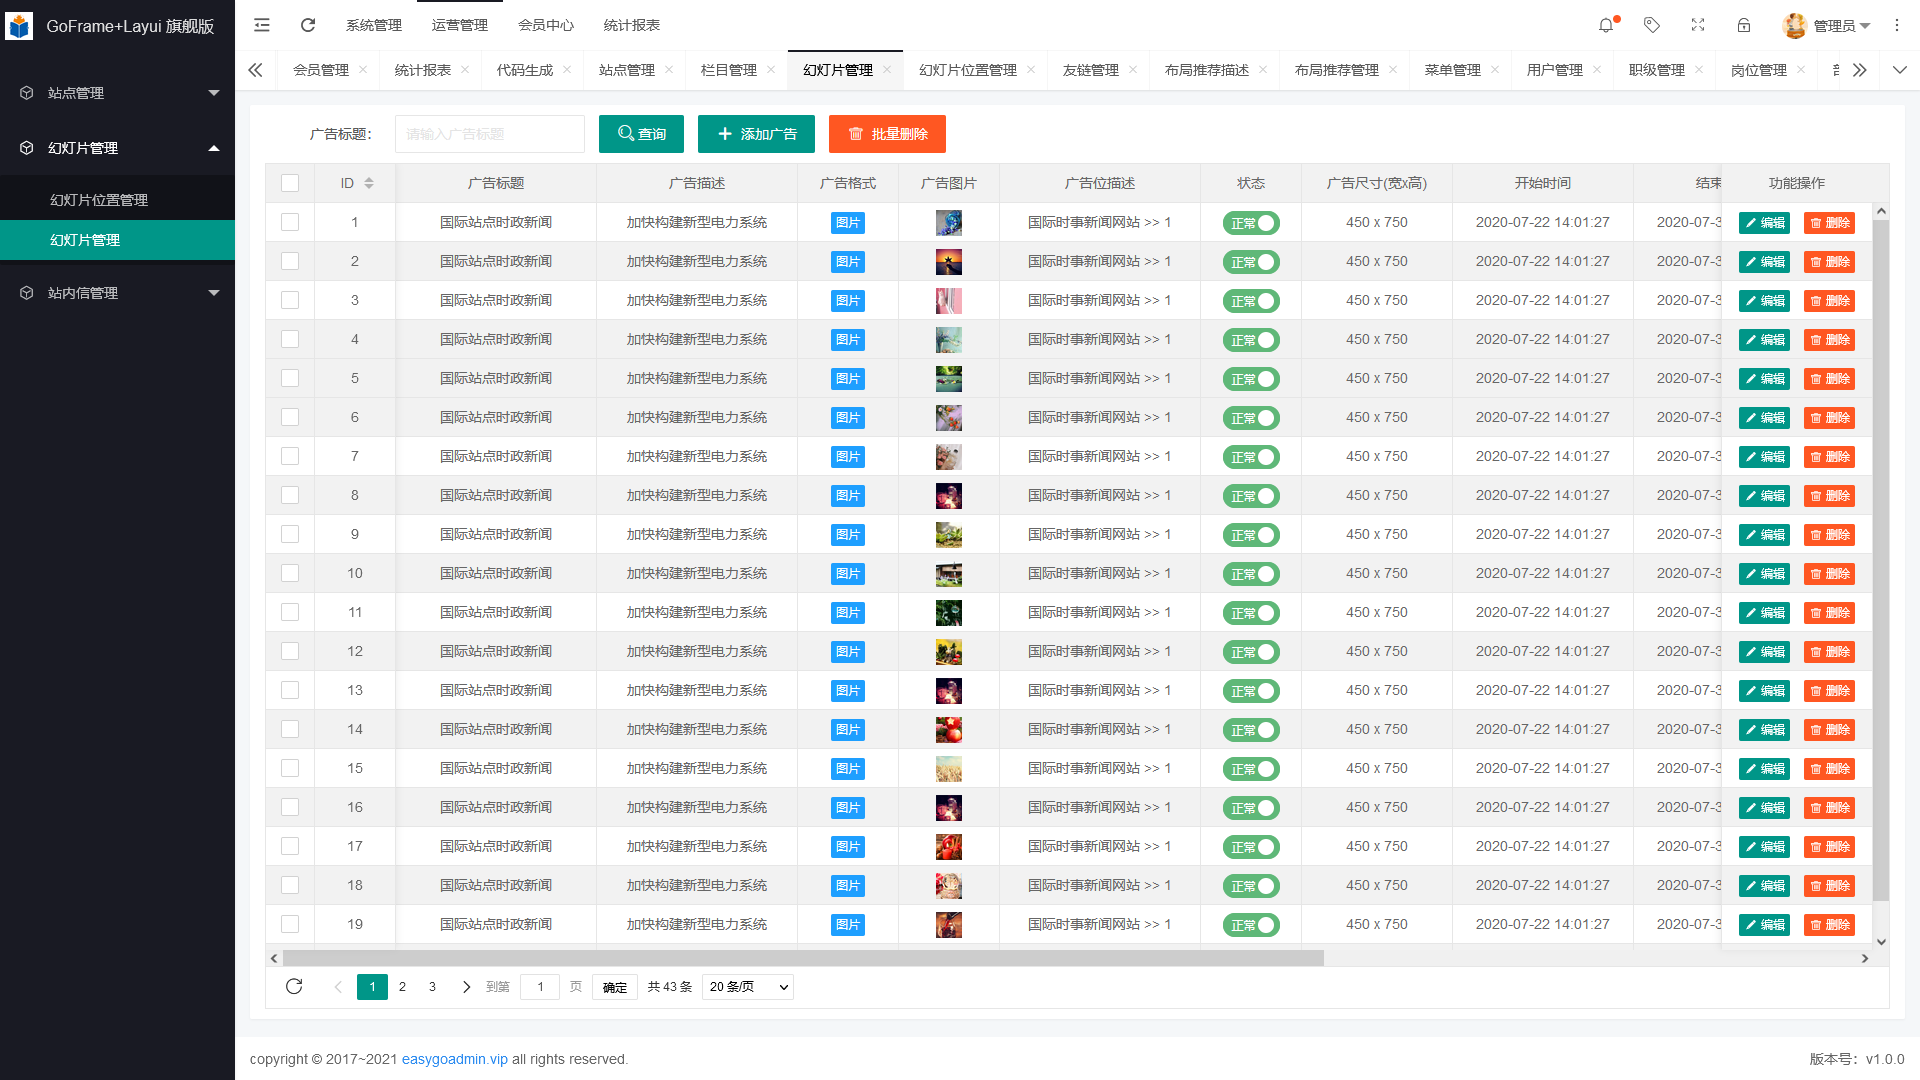 GoFrame+Layui 旗舰版
系统管理 运营管理 会员中心 统计报表 管理员
会员管理 统计报表 代码生成 站点管理 栏目管理 幻灯片管理 幻灯片位置管理 友链管理 布局推荐描述 布局推荐管理 菜单管理 用户管理 职级管理 岗位管理
站点管理
幻灯片管理
幻灯片位置管理
幻灯片管理
站内信管理
广告标题： 请输入广告标题 查询 添加广告 批量删除
ID 广告标题 广告描述 广告格式 广告图片 广告位描述 状态 广告尺寸(宽x高) 开始时间 结束 功能操作
1 国际站点时政新闻 加快构建新型电力系统 图片 国际时事新闻网站 >> 1 正常 450 x 750 2020-07-22 14:01:27 2020-07-3 编辑 删除
2 国际站点时政新闻 加快构建新型电力系统 图片 国际时事新闻网站 >> 1 正常 450 x 750 2020-07-22 14:01:27 2020-07-3 编辑 删除
3 国际站点时政新闻 加快构建新型电力系统 图片 国际时事新闻网站 >> 1 正常 450 x 750 2020-07-22 14:01:27 2020-07-3 编辑 删除
4 国际站点时政新闻 加快构建新型电力系统 图片 国际时事新闻网站 >> 1 正常 450 x 750 2020-07-22 14:01:27 2020-07-3 编辑 删除
5 国际站点时政新闻 加快构建新型电力系统 图片 国际时事新闻网站 >> 1 正常 450 x 750 2020-07-22 14:01:27 2020-07-3 编辑 删除
6 国际站点时政新闻 加快构建新型电力系统 图片 国际时事新闻网站 >> 1 正常 450 x 750 2020-07-22 14:01:27 2020-07-3 编辑 删除
7 国际站点时政新闻 加快构建新型电力系统 图片 国际时事新闻网站 >> 1 正常 450 x 750 2020-07-22 14:01:27 2020-07-3 编辑 删除
8 国际站点时政新闻 加快构建新型电力系统 图片 国际时事新闻网站 >> 1 正常 450 x 750 2020-07-22 14:01:27 2020-07-3 编辑 删除
9 国际站点时政新闻 加快构建新型电力系统 图片 国际时事新闻网站 >> 1 正常 450 x 750 2020-07-22 14:01:27 2020-07-3 编辑 删除
10 国际站点时政新闻 加快构建新型电力系统 图片 国际时事新闻网站 >> 1 正常 450 x 750 2020-07-22 14:01:27 2020-07-3 编辑 删除
11 国际站点时政新闻 加快构建新型电力系统 图片 国际时事新闻网站 >> 1 正常 450 x 750 2020-07-22 14:01:27 2020-07-3 编辑 删除
12 国际站点时政新闻 加快构建新型电力系统 图片 国际时事新闻网站 >> 1 正常 450 x 750 2020-07-22 14:01:27 2020-07-3 编辑 删除
13 国际站点时政新闻 加快构建新型电力系统 图片 国际时事新闻网站 >> 1 正常 450 x 750 2020-07-22 14:01:27 2020-07-3 编辑 删除
14 国际站点时政新闻 加快构建新型电力系统 图片 国际时事新闻网站 >> 1 正常 450 x 750 2020-07-22 14:01:27 2020-07-3 编辑 删除
15 国际站点时政新闻 加快构建新型电力系统 图片 国际时事新闻网站 >> 1 正常 450 x 750 2020-07-22 14:01:27 2020-07-3 编辑 删除
16 国际站点时政新闻 加快构建新型电力系统 图片 国际时事新闻网站 >> 1 正常 450 x 750 2020-07-22 14:01:27 2020-07-3 编辑 删除
17 国际站点时政新闻 加快构建新型电力系统 图片 国际时事新闻网站 >> 1 正常 450 x 750 2020-07-22 14:01:27 2020-07-3 编辑 删除
18 国际站点时政新闻 加快构建新型电力系统 图片 国际时事新闻网站 >> 1 正常 450 x 750 2020-07-22 14:01:27 2020-07-3 编辑 删除
19 国际站点时政新闻 加快构建新型电力系统 图片 国际时事新闻网站 >> 1 正常 450 x 750 2020-07-22 14:01:27 2020-07-3 编辑 删除
1 2 3 到第 1 页 确定 共 43 条 20 条/页
copyright © 2017~2021 easygoadmin.vip all rights reserved. 版本号：v1.0.0